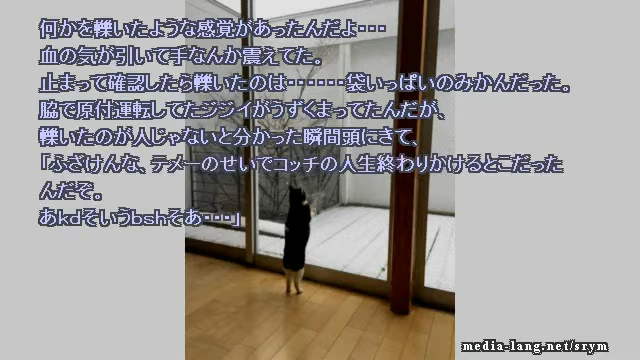 何かを轢いたような感覚があったんだよ・・・
血の気が引いて手なんか震えてた。
止まって確認したら轢いたのは・・・・・・・袋いっぱいのみかんだった。
脇で原付運転してたジジイがうずくまってたんだが、
轢いたのが人じゃないと分かった瞬間頭にきて、
「ふざけんな、テメーのせいでコッチの人生終わりかけるとこだった
んだぞ。
あkdそいうbshそあ・・・」
media-lang.net/srym